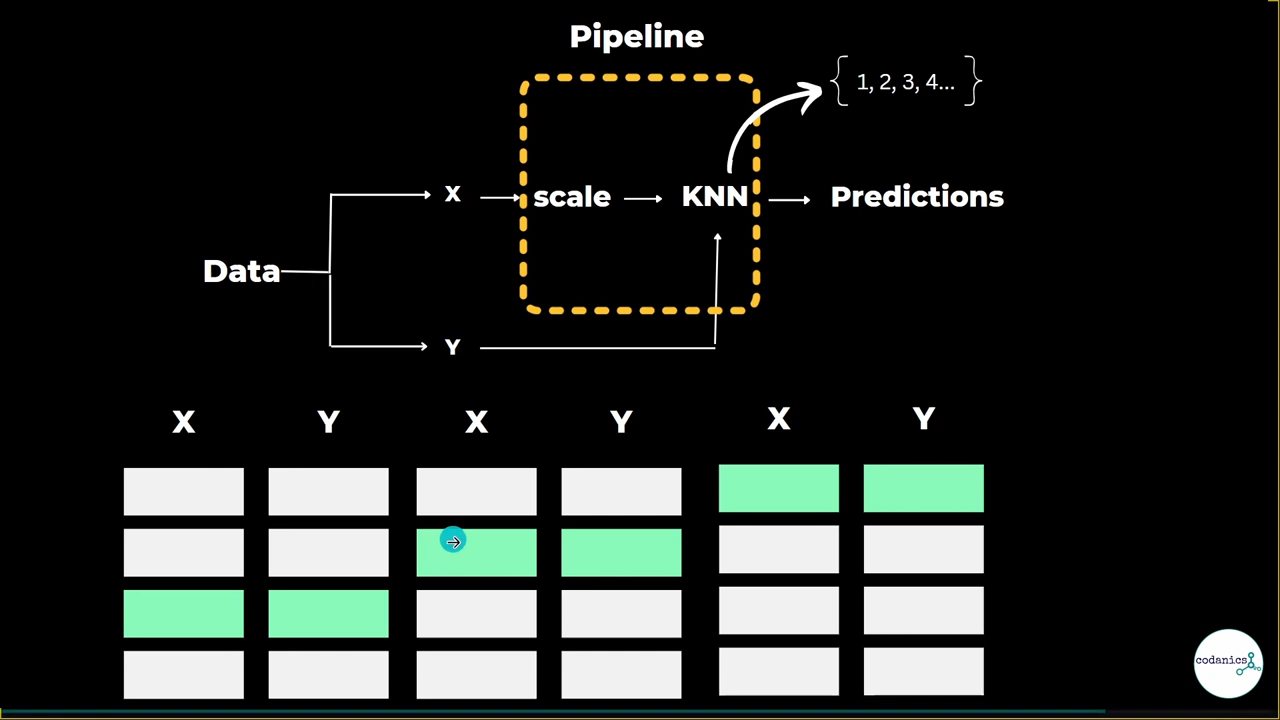 Pipeline
{ 1, 2, 3, 4... }
X
scale
KNN
Predictions
Data
Y
X Y X Y X Y
codanics